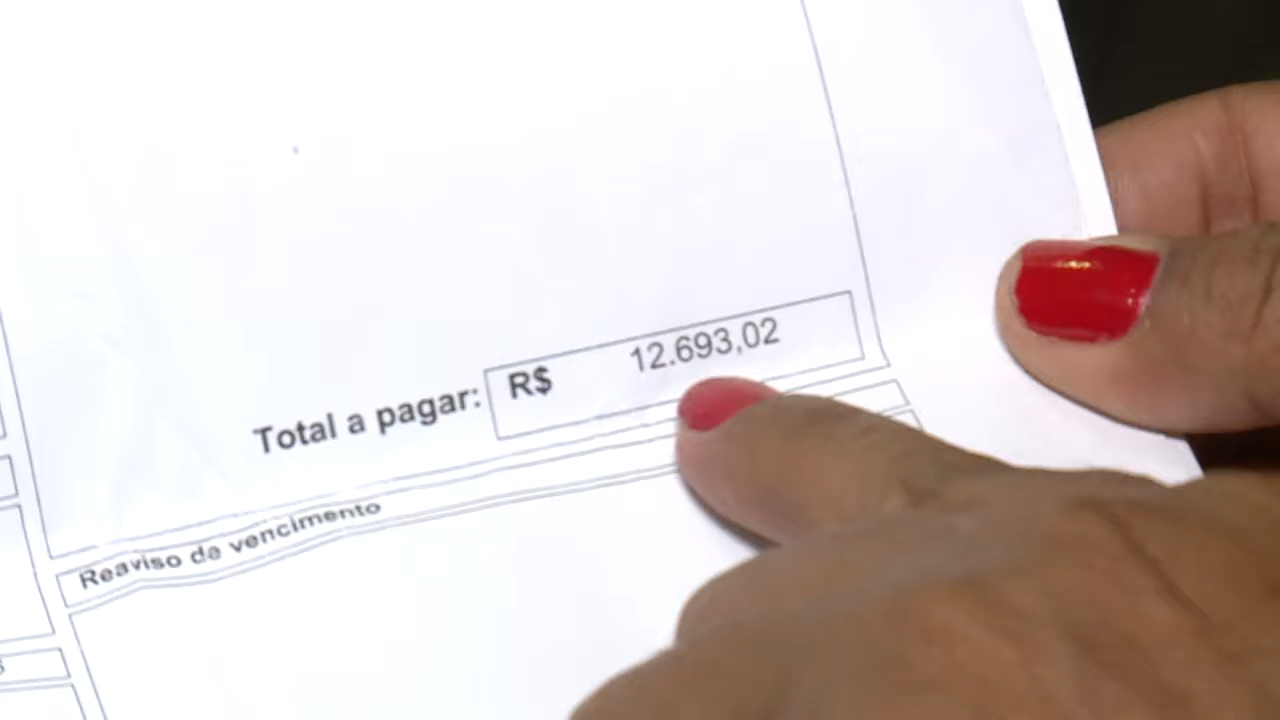 Total a pagar: R$ 12.693,02
Reaviso de vencimento